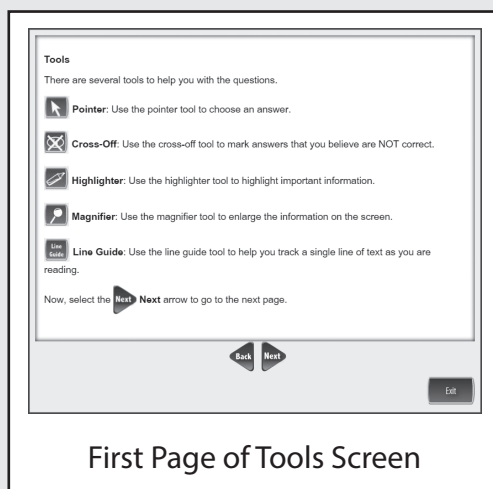 Tools
There are several tools to help you with the questions.
Pointer: Use the pointer tool to choose an answer.
Cross-Off: Use the cross-off tool to mark answers that you believe are NOT correct.
Highlighter: Use the highlighter tool to highlight important information.
Magnifier: Use the magnifier tool to enlarge the information on the screen.
Line Guide Line Guide: Use the line guide tool to help you track a single line of text as you are
reading.
Now, select the Next Next arrow to go to the next page.
Back Next
Exit
First Page of Tools Screen